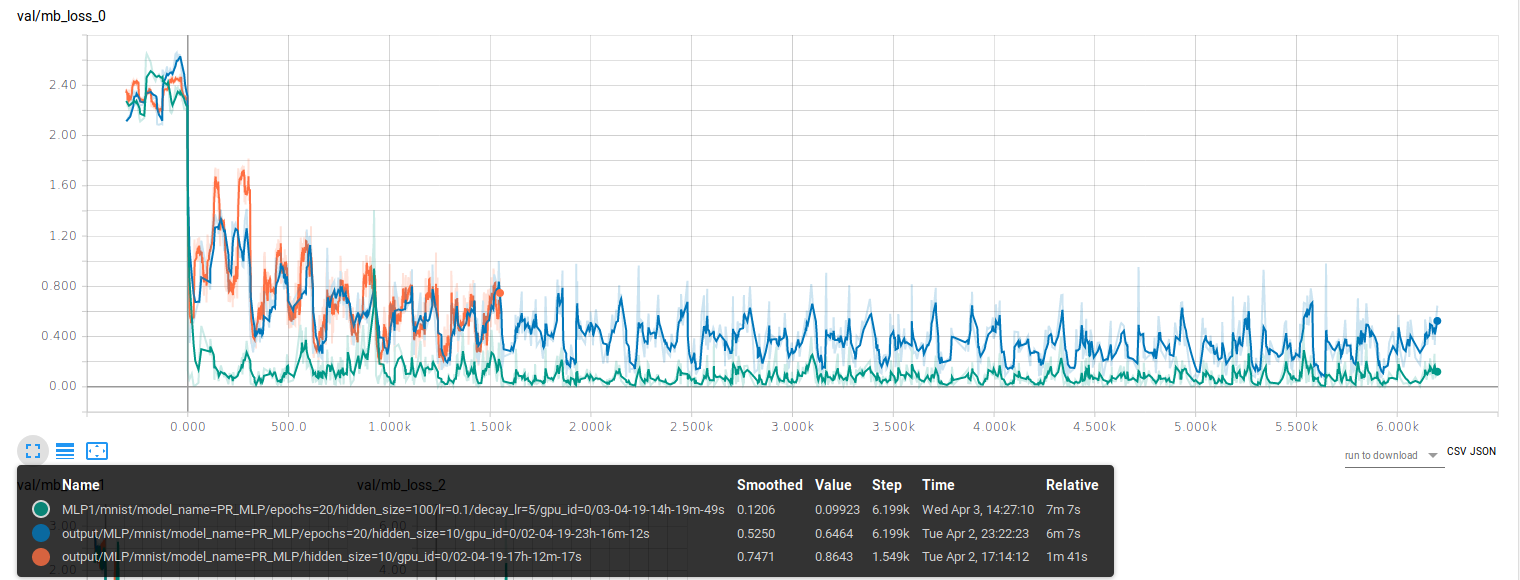 val/mb_loss_0
2.40
2.00
1.60
1.20
0.800
0.400
0.00
0.000 500.0 1.000k 1.500k 2.000k 2.500k 3.000k 3.500k 4.000k 4.500k 5.000k 5.500k 6.000k
run to download CSV JSON
val/mb_loss_1 val/mb_loss_2
Name Smoothed Value Step Time Relative
MLP1/mnist/model_name=PR_MLP/epochs=20/hidden_size=100/lr=0.1/decay_lr=5/gpu_id=0/03-04-19-14h-19m-49s 0.1206 0.09923 6.199k Wed Apr 3, 14:27:10 7m 7s
3.00 6.00
output/MLP/mnist/model_name=PR_MLP/epochs=20/hidden_size=10/gpu_id=0/02-04-19-23h-16m-12s 0.5250 0.6464 6.199k Tue Apr 2, 23:22:23 6m 7s
output/MLP/mnist/model_name=PR_MLP/hidden_size=10/gpu_id=0/02-04-19-17h-12m-17s 0.7471 0.8643 1.549k Tue Apr 2, 17:14:12 1m 41s
2.00 4.00